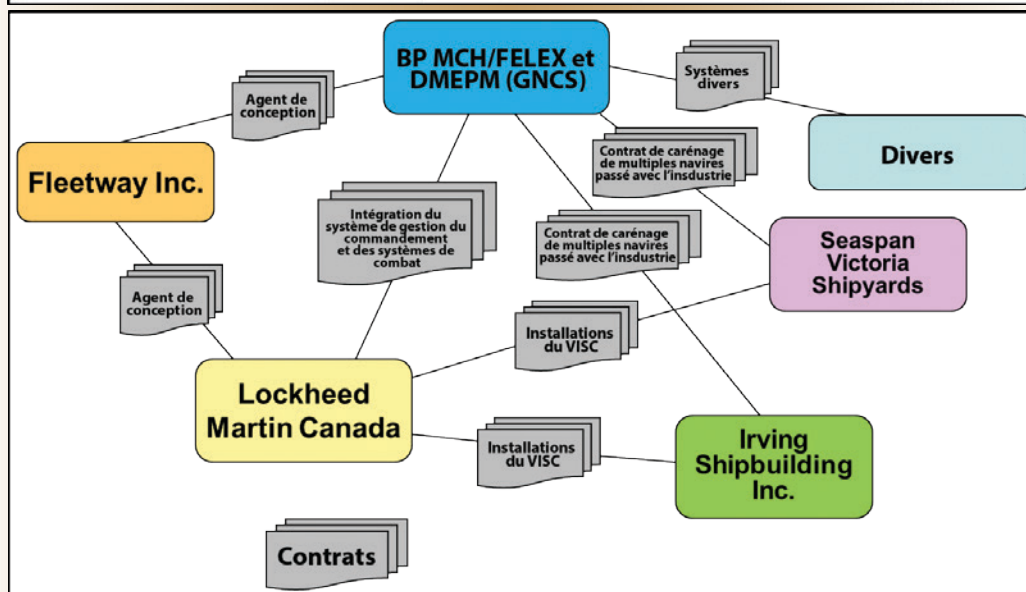 BP MCH/FELEX et
DMEPM (GNCS)
Agent de
conception
Systèmes
divers
Fleetway Inc.
Divers
Contrat de carénage
de multiples navires
passé avec l'insdustrie
Intégration du
système de gestion du
commandement
et des systèmes de
combat
Contrat de carénage
de multiples navires
passé avec l'insdustrie
Seaspan
Victoria
Shipyards
Agent de
conception
Installations
du VISC
Lockheed
Martin Canada
Installations
du VISC
Irving
Shipbuilding
Inc.
Contrats